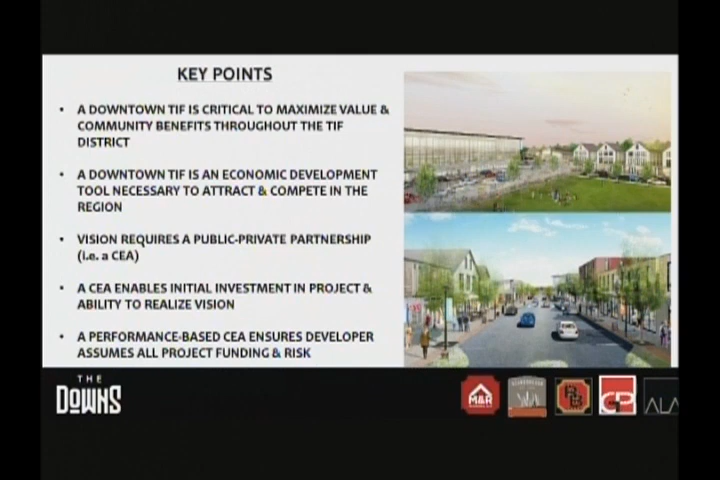 KEY POINTS
• A DOWNTOWN TIF IS CRITICAL TO MAXIMIZE VALUE &
COMMUNITY BENEFITS THROUGHOUT THE TIF
DISTRICT
• A DOWNTOWN TIF IS AN ECONOMIC DEVELOPMENT
TOOL NECESSARY TO ATTRACT & COMPETE IN THE
REGION
• VISION REQUIRES A PUBLIC-PRIVATE PARTNERSHIP
(i.e. a CEA)
• A CEA ENABLES INITIAL INVESTMENT IN PROJECT &
ABILITY TO REALIZE VISION
• A PERFORMANCE-BASED CEA ENSURES DEVELOPER
ASSUMES ALL PROJECT FUNDING & RISK
THE
DOWNS
M&R
CP
ALA